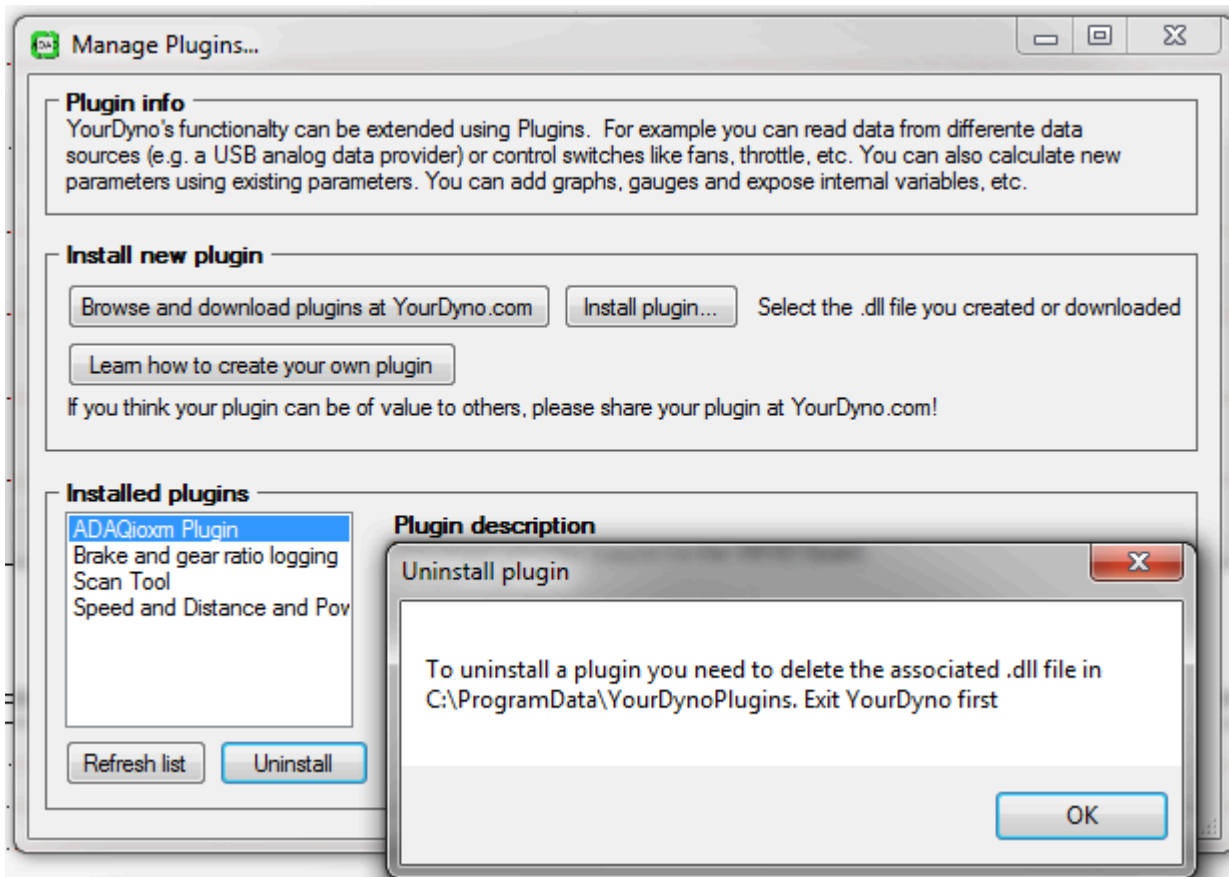 Manage Plugins...
Plugin info
YourDyno's functionalty can be extended using Plugins. For example you can read data from differente data
sources (e.g. a USB analog data provider) or control switches like fans, throttle, etc. You can also calculate new
parameters using existing parameters. You can add graphs, gauges and expose internal variables, etc.
Install new plugin
Browse and download plugins at YourDyno.com
Install plugin...
Select the .dll file you created or downloaded
Learn how to create your own plugin
If you think your plugin can be of value to others, please share your plugin at YourDyno.com!
Installed plugins
ADAQioxm Plugin
Brake and gear ratio logging
Scan Tool
Speed and Distance and Pow
Refresh list
Uninstall
Plugin description
Uninstall plugin
To uninstall a plugin you need to delete the associated .dll file in
C:\ProgramData\YourDynoPlugins. Exit YourDyno first
OK